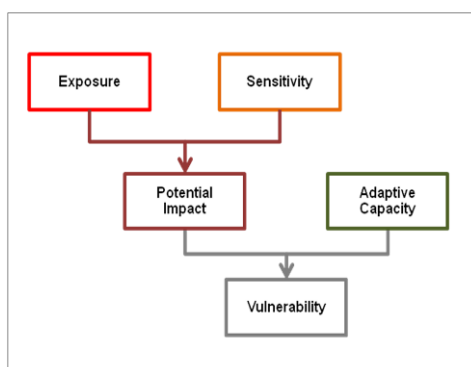 Exposure
Sensitivity
Potential
Impact
Adaptive
Capacity
Vulnerability